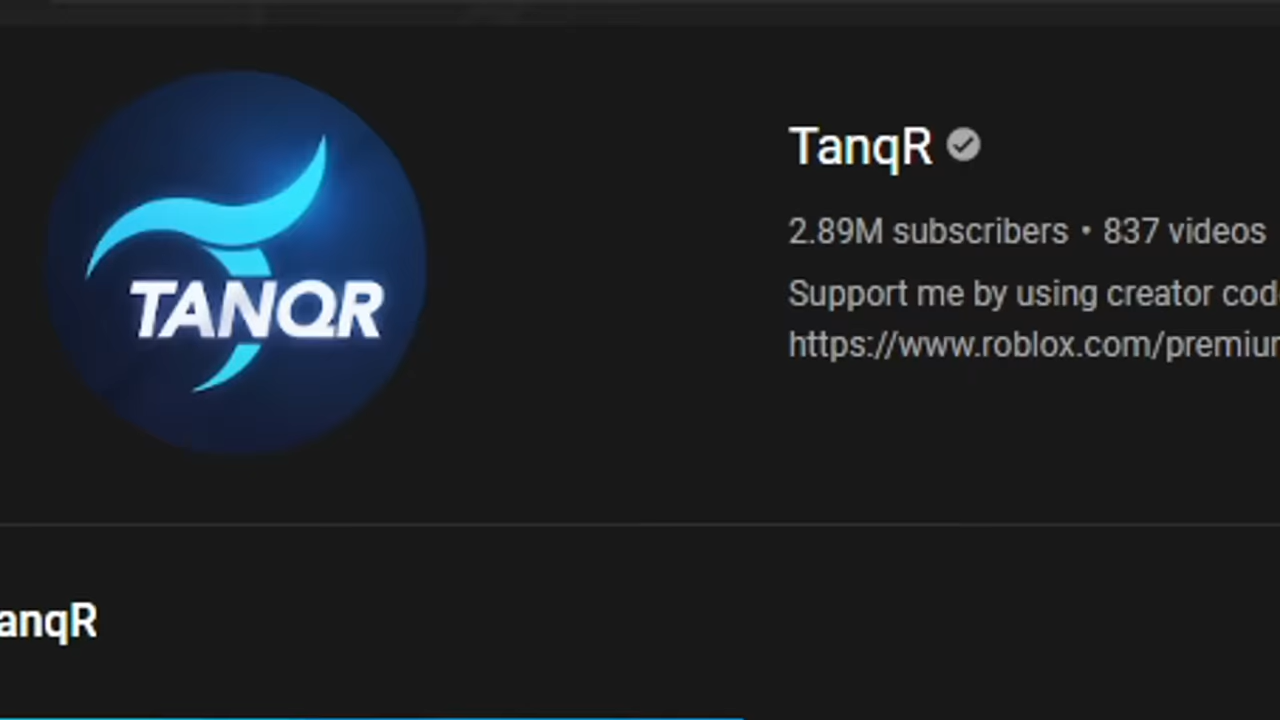 TANQR
TanqR
2.89M subscribers • 837 videos
Support me by using creator cod
https://www.roblox.com/premiur
anqR